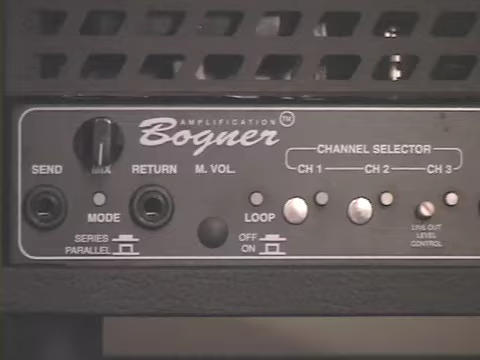 AMPLIFICATION
TM
Bogner
CHANNEL SELECTOR
SEND
MIX
RETURN
M. VOL.
CH 1
CH 2
CH 3
MODE
LOOP
SERIES
PARALLEL
OFF
ON
LINE OUT
LEVEL
CONTROL